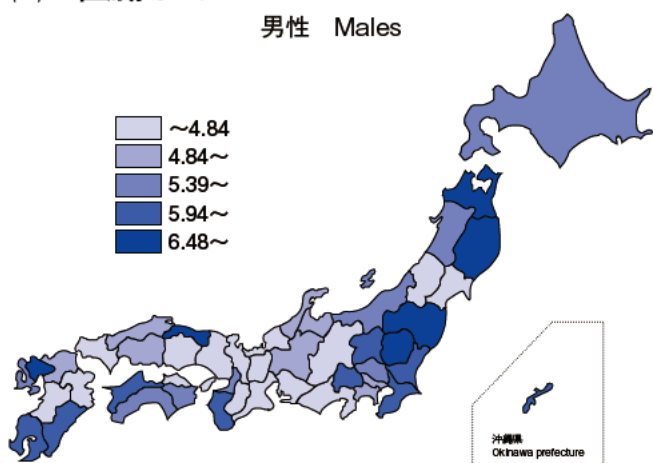 男性 Males
～4.84
4.84～
5.39～
5.94～
6.48～
沖縄県
Okinawa prefecture